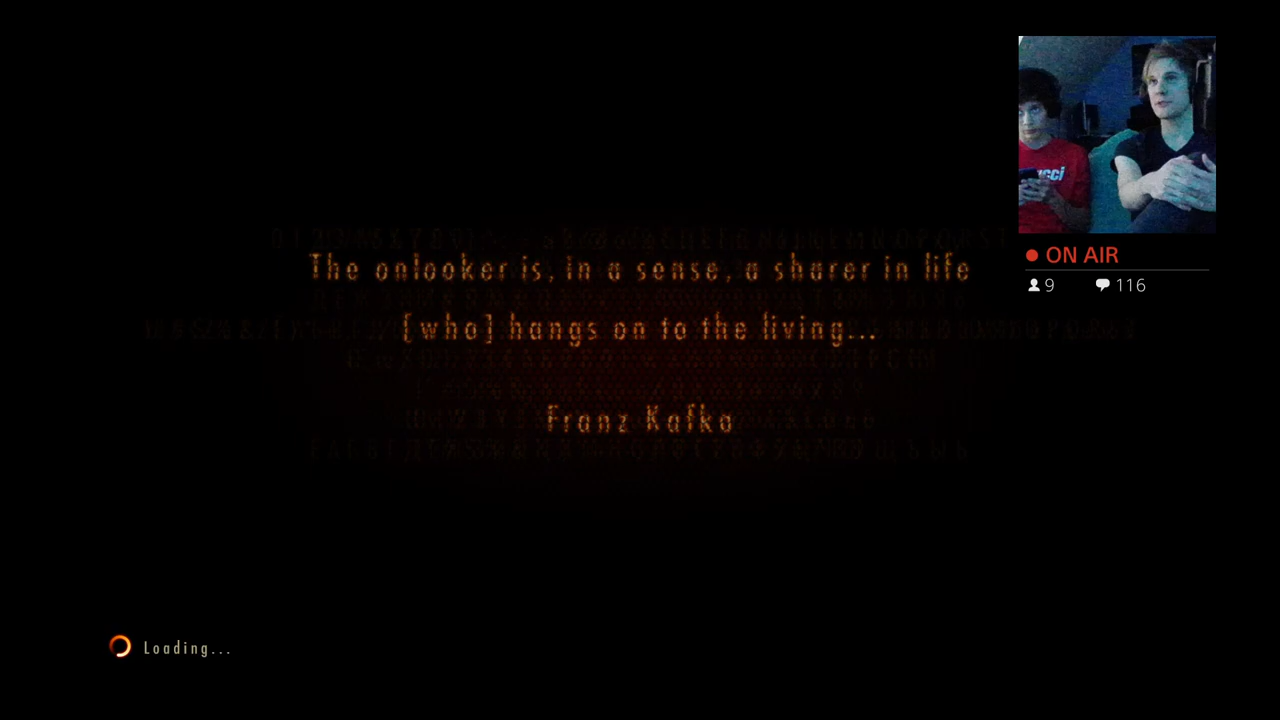 The onlooker is, in a sense, a sharer in life
[who] hangs on to the living...
Franz Kafka
ON AIR
9 116
Loading...